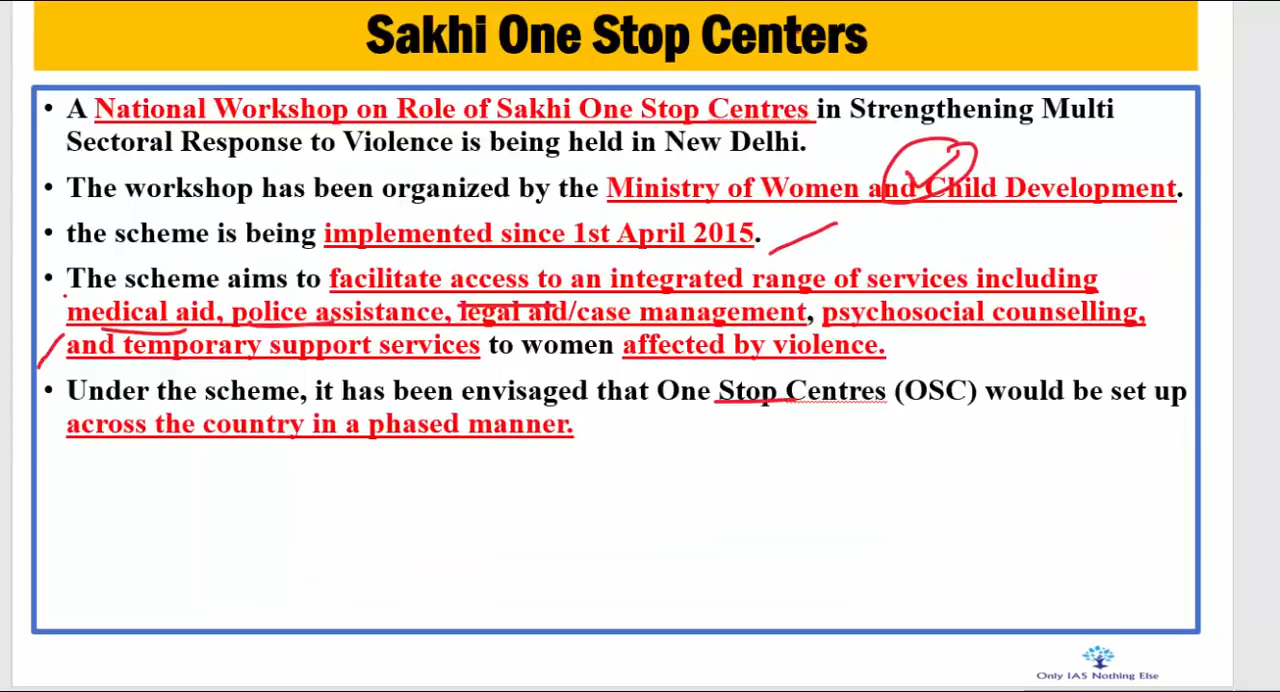 Sakhi One Stop Centers
• A National Workshop on Role of Sakhi One Stop Centres in Strengthening Multi
Sectoral Response to Violence is being held in New Delhi.
• The workshop has been organized by the Ministry of Women and Child Development.
• the scheme is being implemented since 1st April 2015.
• The scheme aims to facilitate access to an integrated range of services including
medical aid, police assistance, legal aid/case management, psychosocial counselling,
and temporary support services to women affected by violence.
• Under the scheme, it has been envisaged that One Stop Centres (OSC) would be set up
across the country in a phased manner.
Only IAS Nothing Else